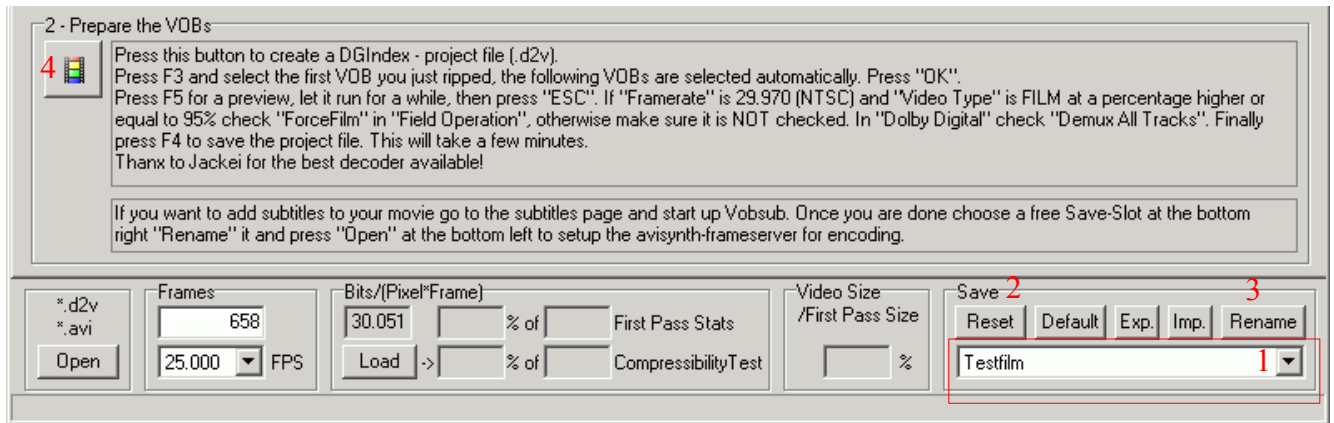 2 - Prepare the VOBs
4
Press this button to create a DGIndex - project file (.d2v).
Press F3 and select the first VOB you just ripped, the following VOBs are selected automatically. Press "OK".
Press F5 for a preview, let it run for a while, then press "ESC". If "Framerate" is 29.970 (NTSC) and "Video Type" is FILM at a percentage higher or
equal to 95% check "ForceFilm" in "Field Operation", otherwise make sure it is NOT checked. In "Dolby Digital" check "Demux All Tracks". Finally
press F4 to save the project file. This will take a few minutes.
Thanx to Jackei for the best decoder available!
If you want to add subtitles to your movie go to the subtitles page and start up Vobsub. Once you are done choose a free Save-Slot at the bottom
right "Rename" it and press "Open" at the bottom left to setup the avisynth-frameserver for encoding.
*.d2v
*.avi
Open
Frames
658
25.000 FPS
Bits/(Pixel*Frame)
30.051 % of First Pass Stats
Load -> % of CompressibilityTest
Video Size
/First Pass Size
%
Save 2 3
Reset Default Exp. Imp. Rename
Testfilm 1